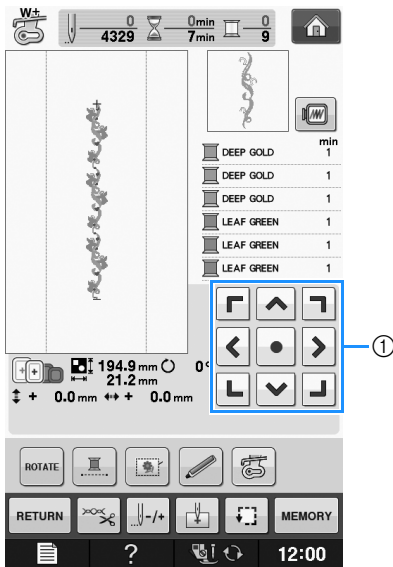 W+
0 0min 0
4329 7min 9
min
DEEP GOLD 1
DEEP GOLD 1
DEEP GOLD 1
LEAF GREEN 1
LEAF GREEN 1
LEAF GREEN 1
①
194.9 mm 0°
21.2 mm
+ 0.0 mm + 0.0 mm
ROTATE
RETURN -/+ MEMORY
? 12:00